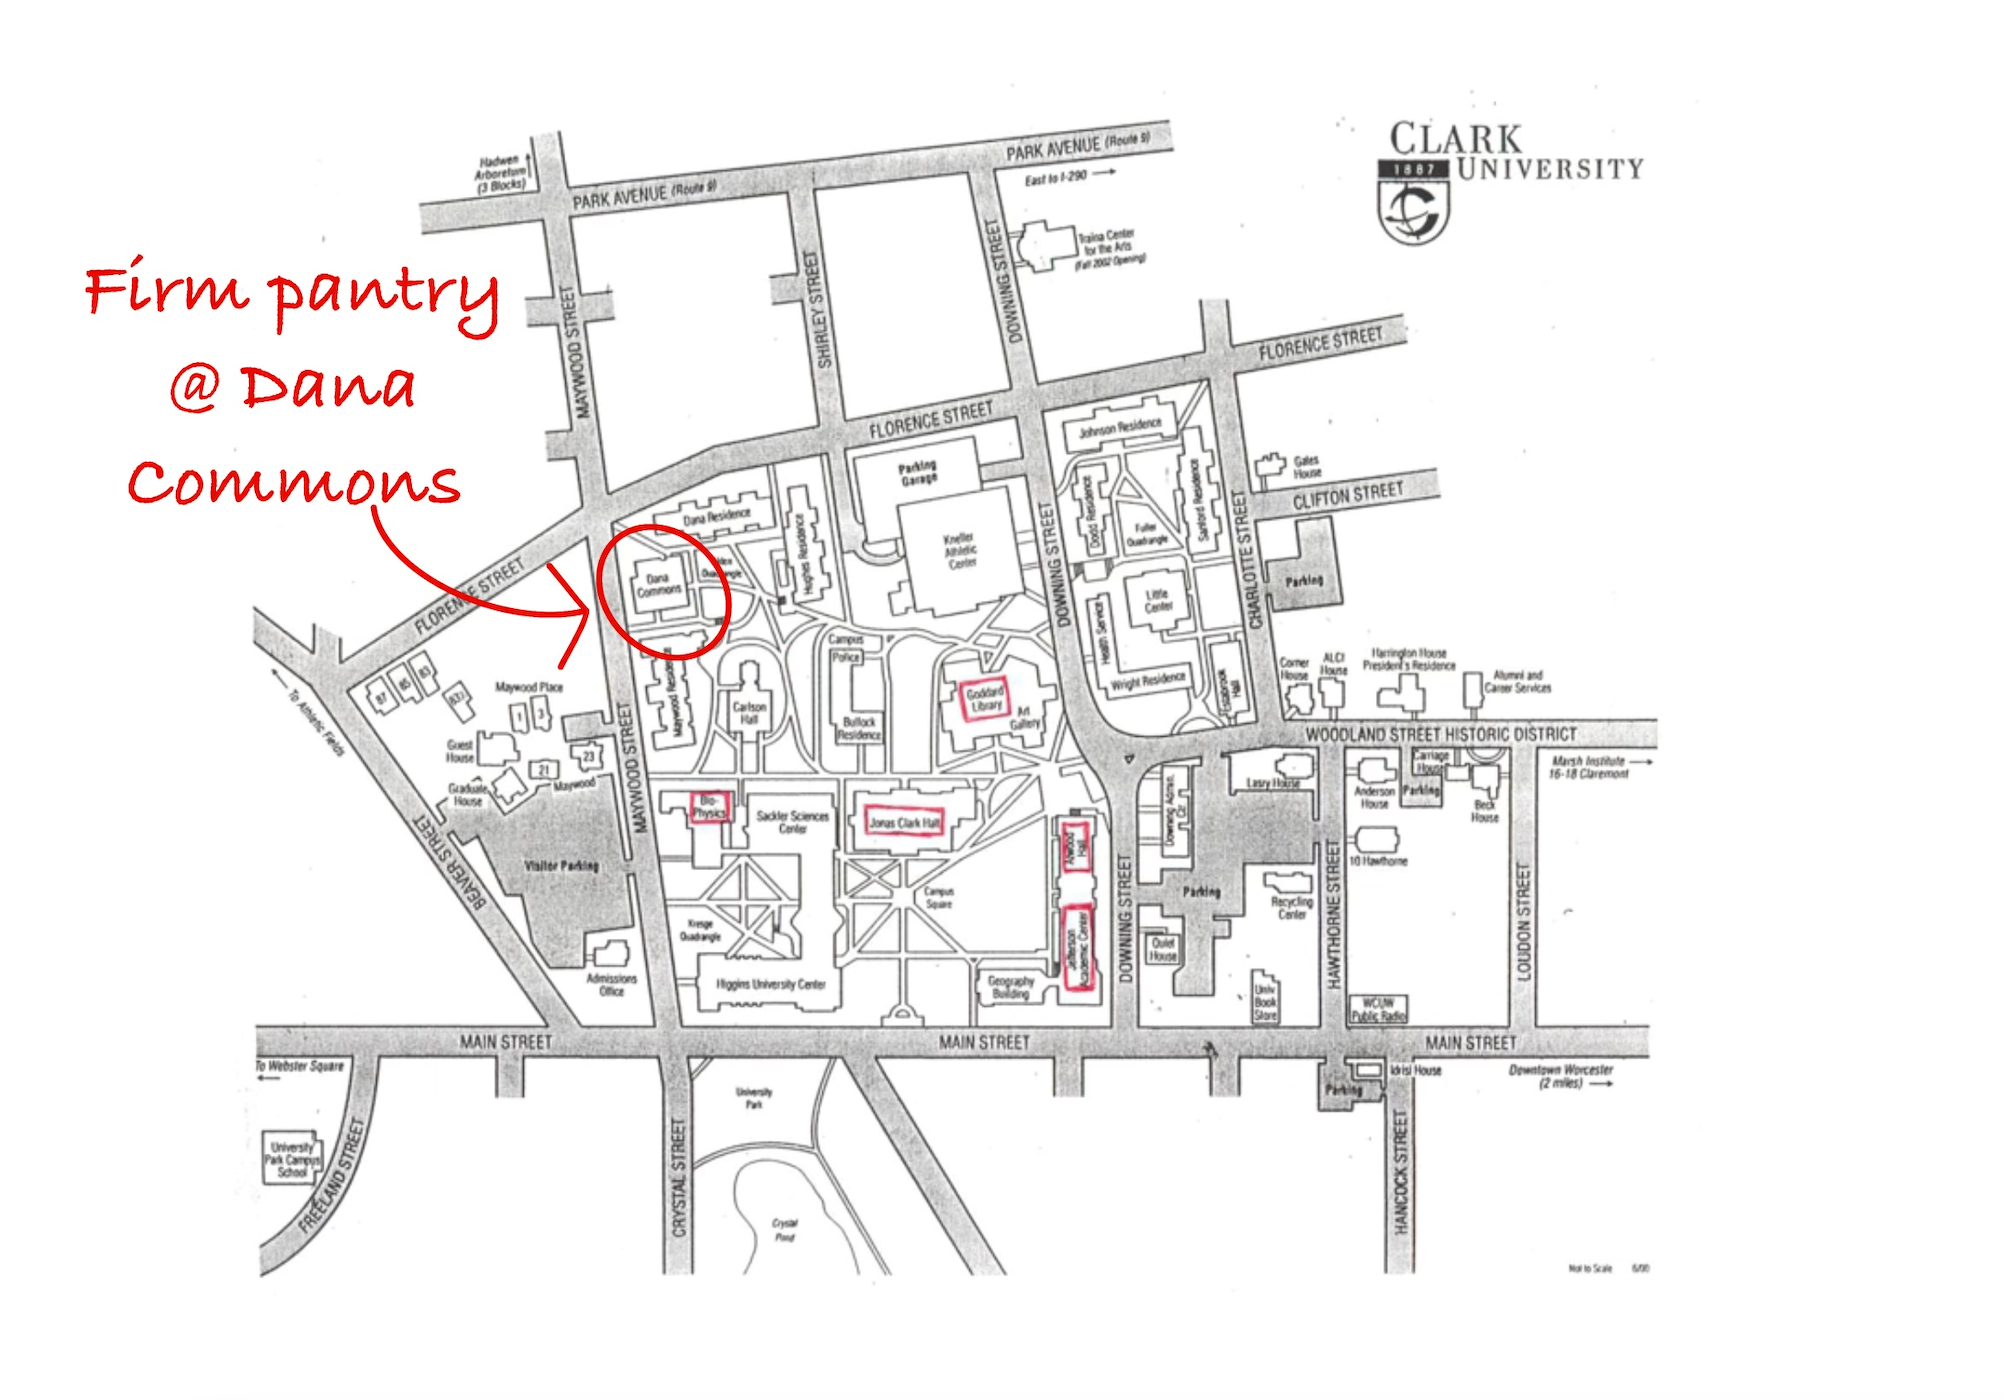 CLARK
1887 UNIVERSITY
Hadwen
Arboretum
(3 Blocks)
PARK AVENUE (Route 9)
PARK AVENUE (Route 9)
East to I-290
Traina Center
for the Arts
(Fall 2002 Opening)
Firm pantry
@ Dana
Commons
MAYWOOD STREET
SHIRLEY STREET
DOWNING STREET
FLORENCE STREET
FLORENCE STREET
FLORENCE STREET
Johnson Residence
Parking
Garage
Gates
House
CLIFTON STREET
Dana Residence
Hughes Residence
Kneller
Athletic
Center
Dodd Residence
Fuller
Quadrangle
Sanford Residence
CHARLOTTE STREET
Parking
Dana
Commons
Quadrangle
DOWNING STREET
Health Service
Little
Center
Wright Residence
Estabrook
Hall
Corner
House
ALCI
House
Harrington House
President's Residence
Alumni and
Career Services
To Athletic Fields
87
85
83
83½
Maywood Place
1
3
Guest
House
Graduate
House
21
23
Maywood
MAYWOOD STREET
Maywood Residence
Carlson
Hall
Campus
Police
Bullock
Residence
Goddard
Library
Art
Gallery
WOODLAND STREET HISTORIC DISTRICT
Marsh Institute
16-18 Claremont
Lasry House
Anderson
House
Carriage
House
Parking
Beck
House
10 Hawthorne
BEAVER STREET
Visitor Parking
Bio-
Physics
Sackler Sciences
Center
Jonas Clark Hall
Atwood
Hall
Downing Admin.
Ctr
Parking
Recycling
Center
HAWTHORNE STREET
LOUDON STREET
Kresge
Quadrangle
Campus
Square
Jefferson
Academic Center
DOWNING STREET
Quiet
House
Admissions
Office
Higgins University Center
Geography
Building
Univ.
Book
Store
WCUW
Public Radio
MAIN STREET
MAIN STREET
MAIN STREET
To Webster Square
Idrisi House
Parking
Downtown Worcester
(2 miles)
University
Park
University
Park Campus
School
FREELAND STREET
CRYSTAL STREET
Crystal
Pond
HANCOCK STREET
Not to Scale 6/00